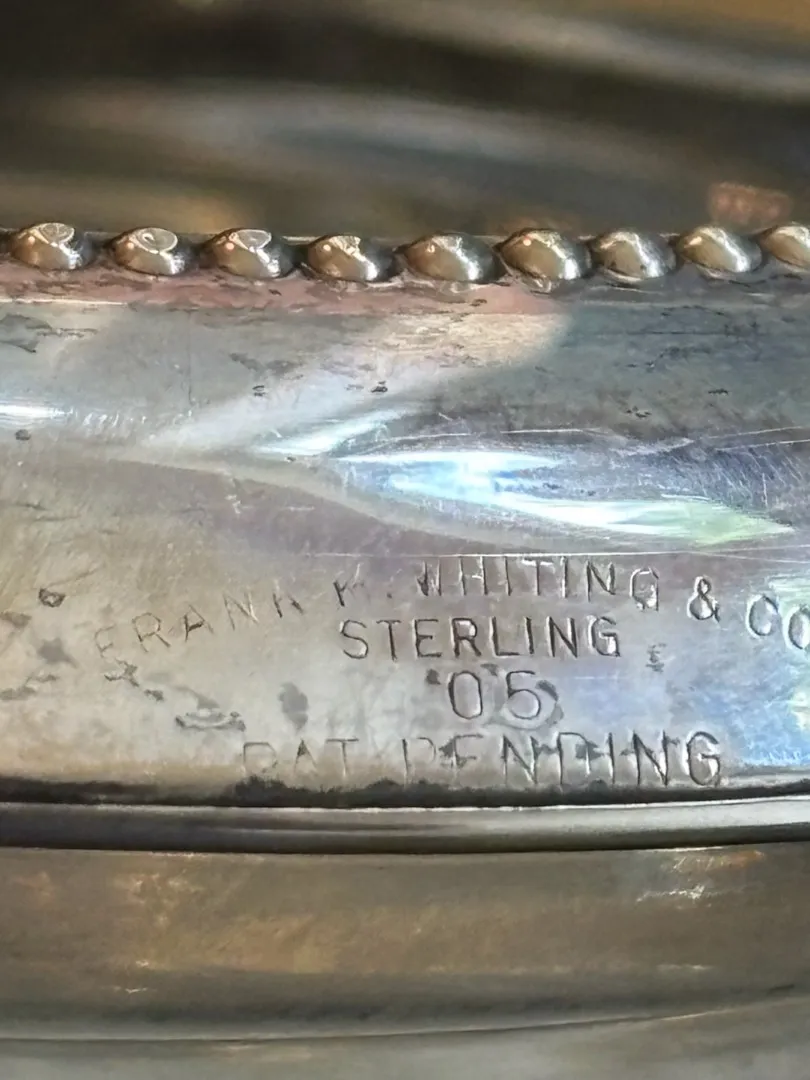 FRANK M. WHITING & CO
STERLING
05
PAT PENDING